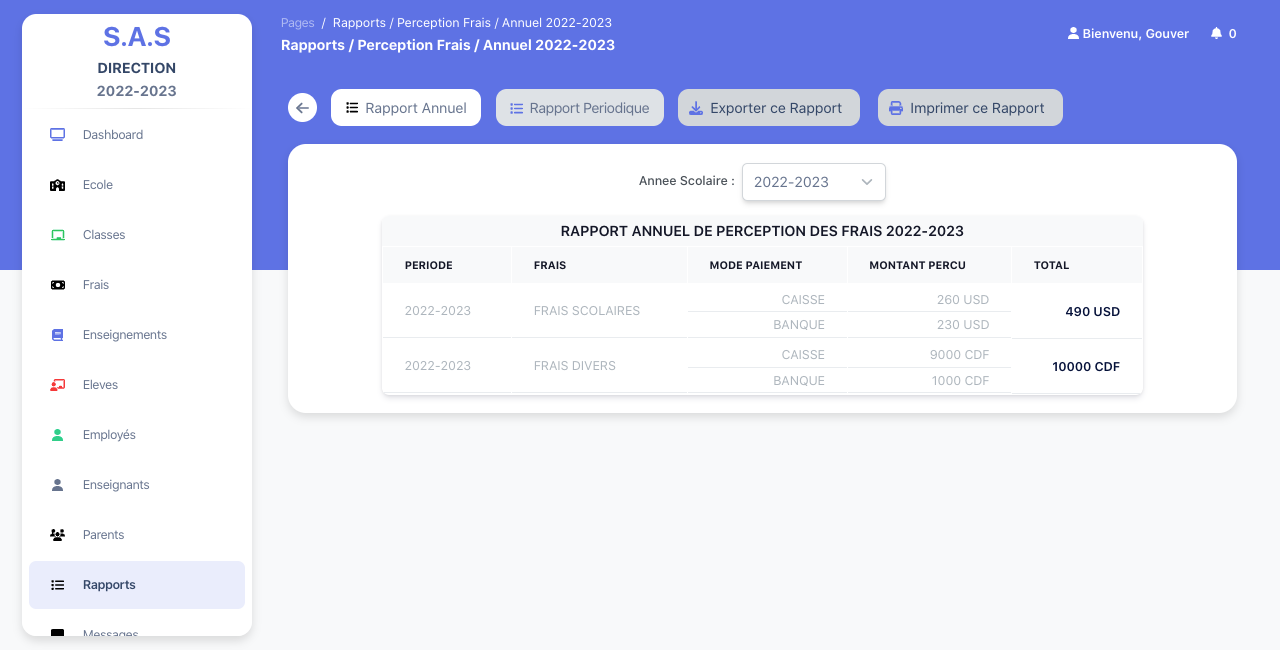 S.A.S
DIRECTION
2022-2023
Dashboard
Ecole
Classes
Frais
Enseignements
Eleves
Employés
Enseignants
Parents
Rapports
Messages
Pages / Rapports / Perception Frais / Annuel 2022-2023
Rapports / Perception Frais / Annuel 2022-2023
Bienvenu, Gouver 0
Rapport Annuel Rapport Periodique Exporter ce Rapport Imprimer ce Rapport
Annee Scolaire : 2022-2023
RAPPORT ANNUEL DE PERCEPTION DES FRAIS 2022-2023
PERIODE FRAIS MODE PAIEMENT MONTANT PERCU TOTAL
2022-2023 FRAIS SCOLAIRES CAISSE 260 USD 490 USD
BANQUE 230 USD
2022-2023 FRAIS DIVERS CAISSE 9000 CDF 10000 CDF
BANQUE 1000 CDF